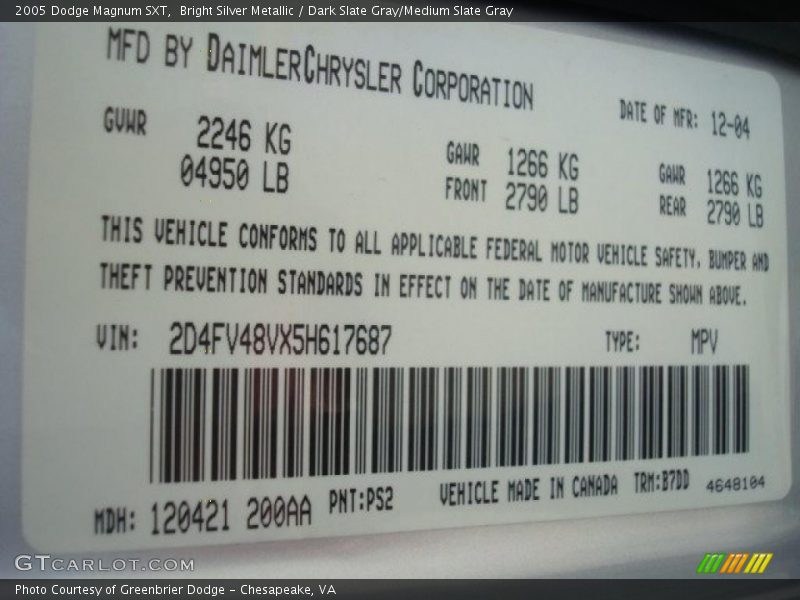 2005 Dodge Magnum SXT, Bright Silver Metallic / Dark Slate Gray/Medium Slate Gray
MFD BY DAIMLERCHRYSLER CORPORATION
DATE OF MFR: 12-04
GVWR 2246 KG GAWR 1266 KG GAWR 1266 KG
04950 LB FRONT 2790 LB REAR 2790 LB
THIS VEHICLE CONFORMS TO ALL APPLICABLE FEDERAL MOTOR VEHICLE SAFETY, BUMPER AND
THEFT PREVENTION STANDARDS IN EFFECT ON THE DATE OF MANUFACTURE SHOWN ABOVE.
VIN: 2D4FV48VX5H617687 TYPE: MPV
MDH: 120421 200AA PNT:PS2 VEHICLE MADE IN CANADA TRM:B7DD 4648104
GTCARLOT.COM
Photo Courtesy of Greenbrier Dodge - Chesapeake, VA